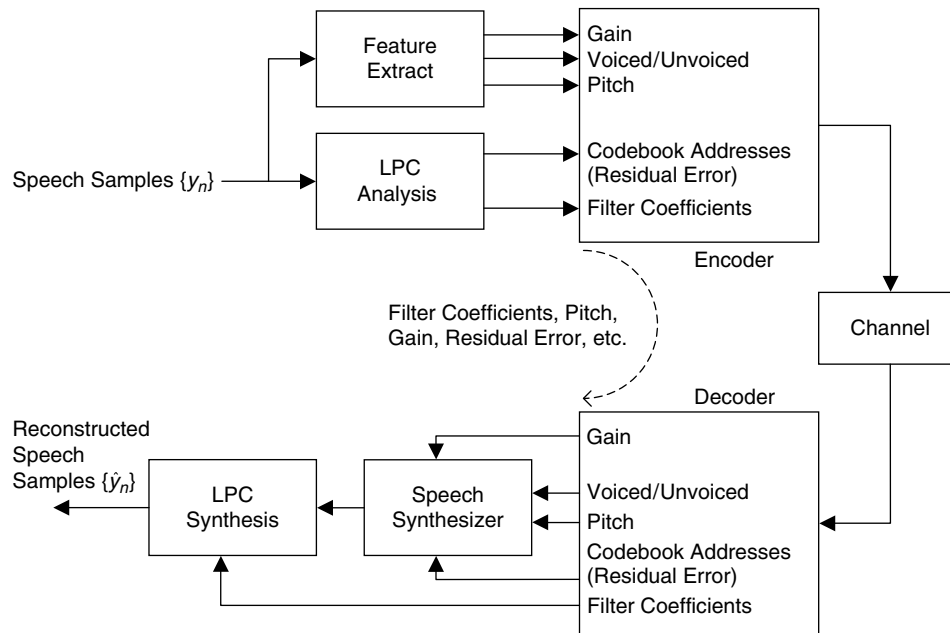 Feature
Extract
Gain
Voiced/Unvoiced
Pitch
Speech Samples {yₙ}
LPC
Analysis
Codebook Addresses
(Residual Error)
Filter Coefficients
Encoder
Filter Coefficients, Pitch,
Gain, Residual Error, etc.
Channel
Decoder
Reconstructed
Speech
Samples {ŷₙ}
LPC
Synthesis
Speech
Synthesizer
Gain
Voiced/Unvoiced
Pitch
Codebook Addresses
(Residual Error)
Filter Coefficients